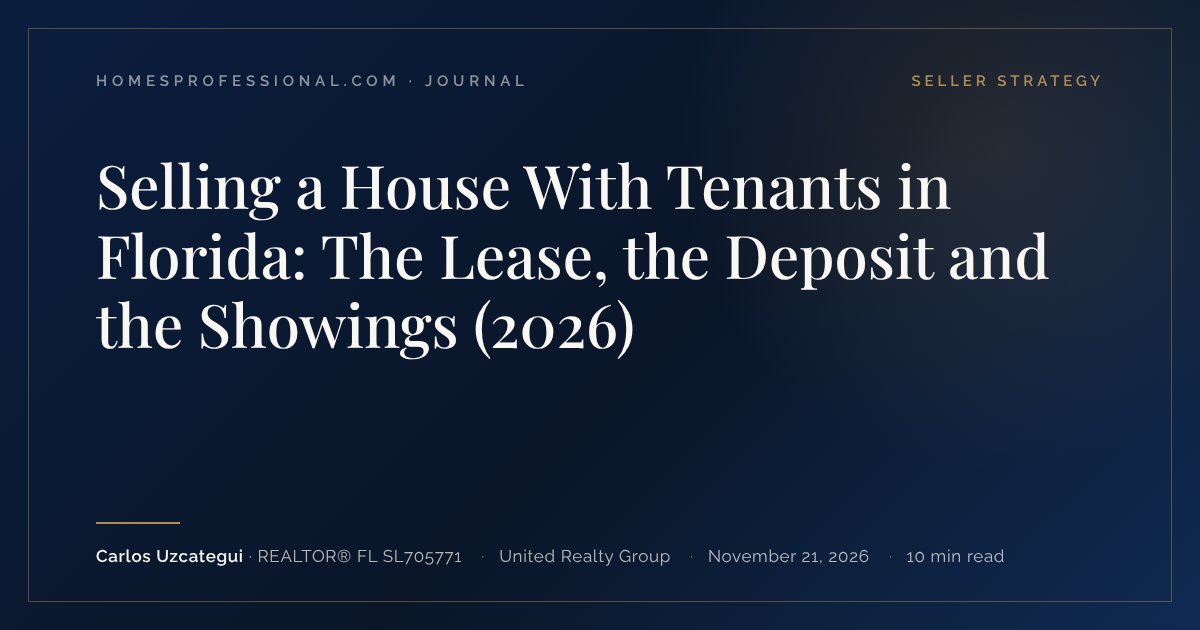 HOMESPROFESSIONAL.COM · JOURNAL
SELLER STRATEGY
Selling a House With Tenants in
Florida: The Lease, the Deposit and
the Showings (2026)
Carlos Uzcategui · REALTOR® FL SL705771 · United Realty Group · November 21, 2026 · 10 min read